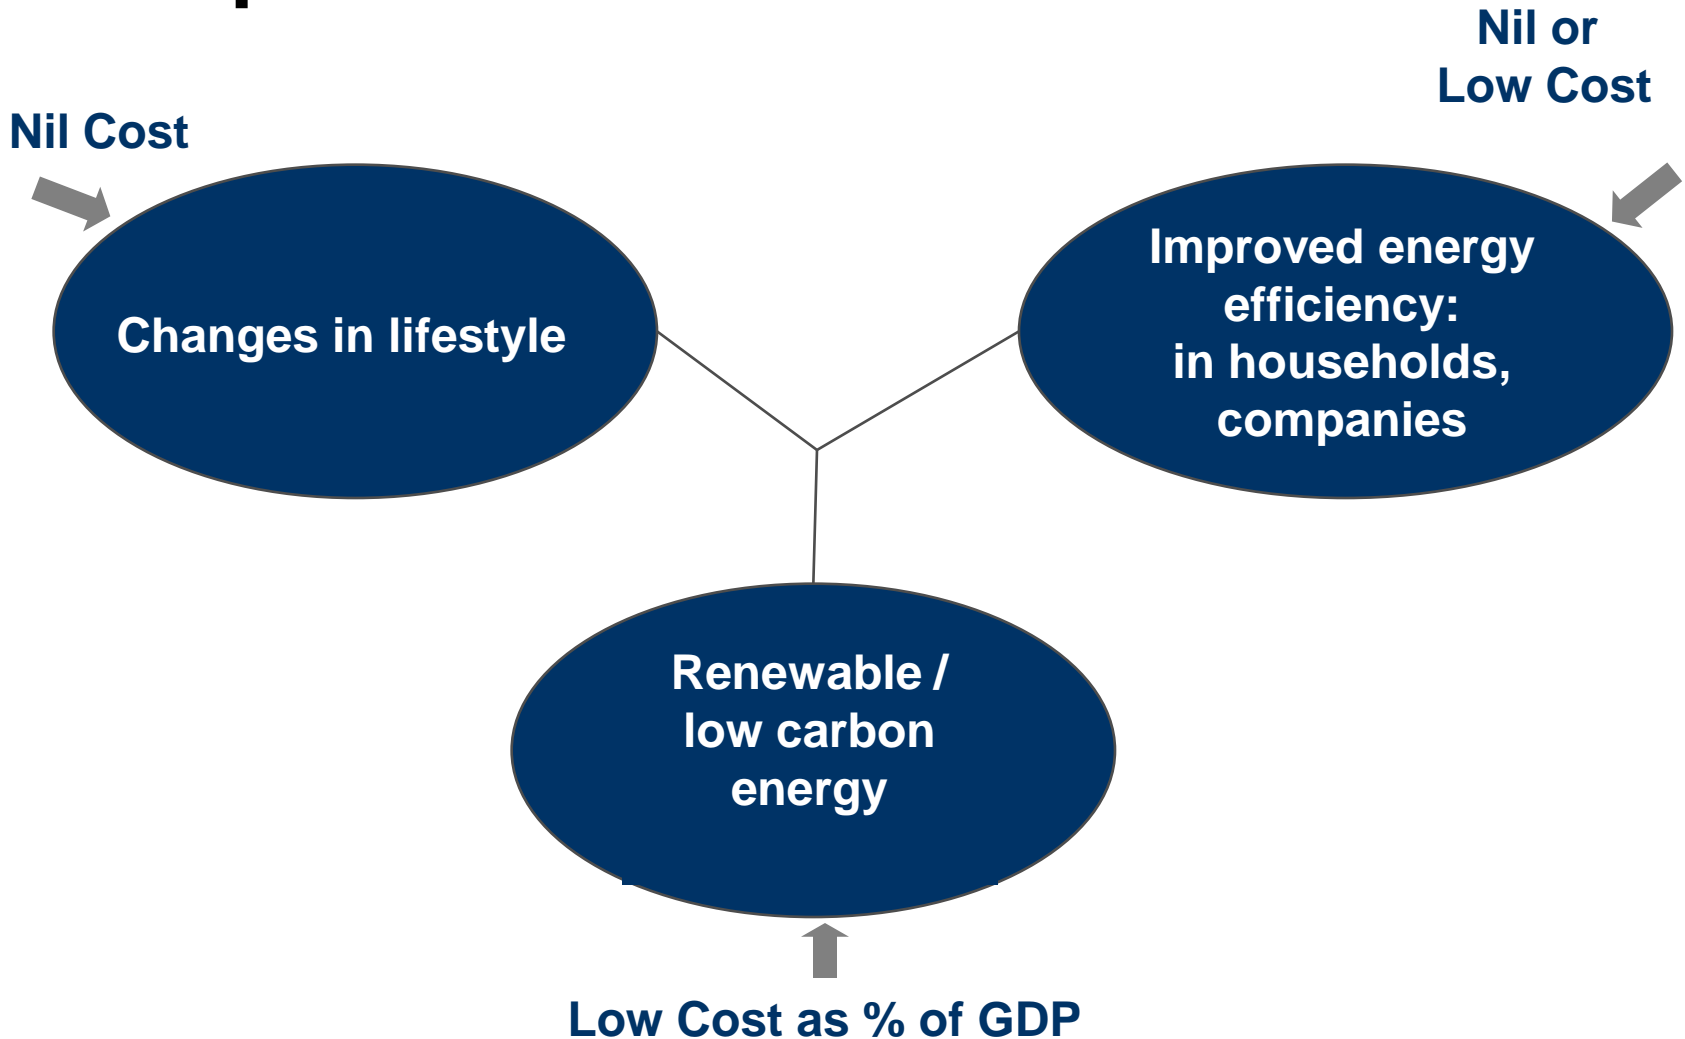 Nil or
Low Cost
Nil Cost
Changes in lifestyle
Improved energy
efficiency:
in households,
companies
Renewable /
low carbon
energy
Low Cost as % of GDP